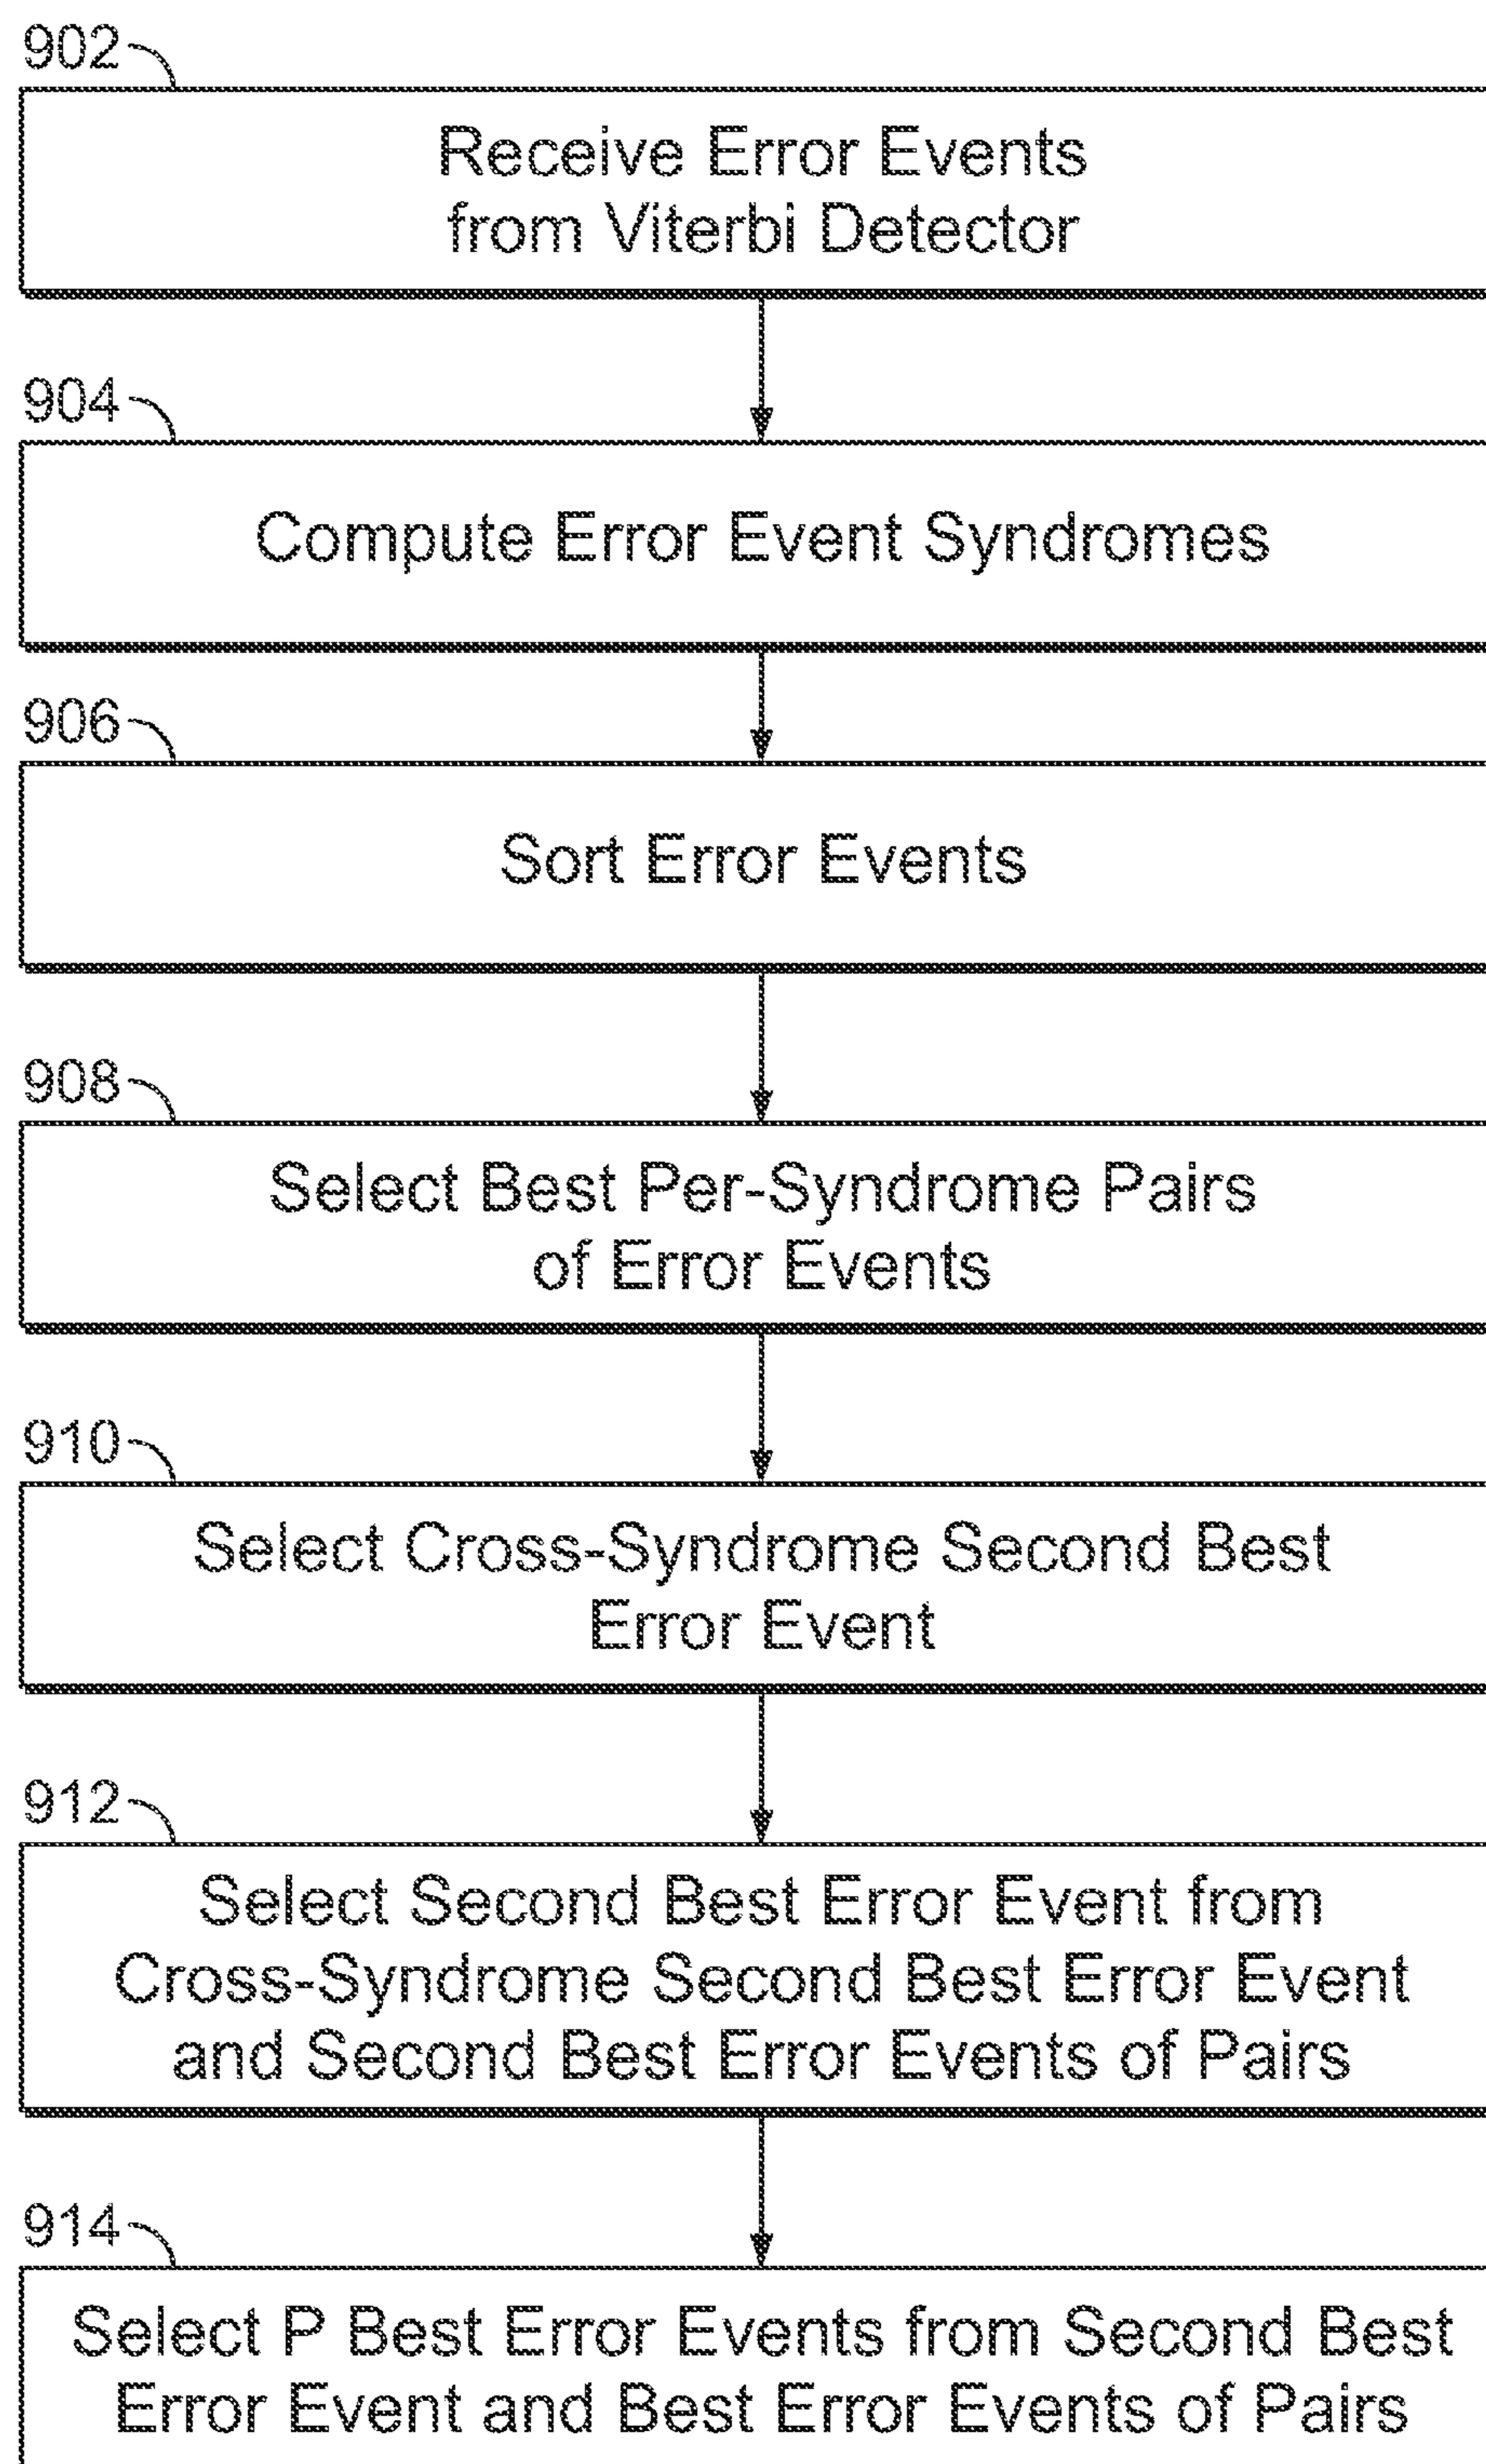 902
Receive Error Events
from Viterbi Detector
904
Compute Error Event Syndromes
906
Sort Error Events
908
Select Best Per-Syndrome Pairs
of Error Events
910
Select Cross-Syndrome Second Best
Error Event
912
Select Second Best Error Event from
Cross-Syndrome Second Best Error Event
and Second Best Error Events of Pairs
914
Select P Best Error Events from Second Best
Error Event and Best Error Events of Pairs